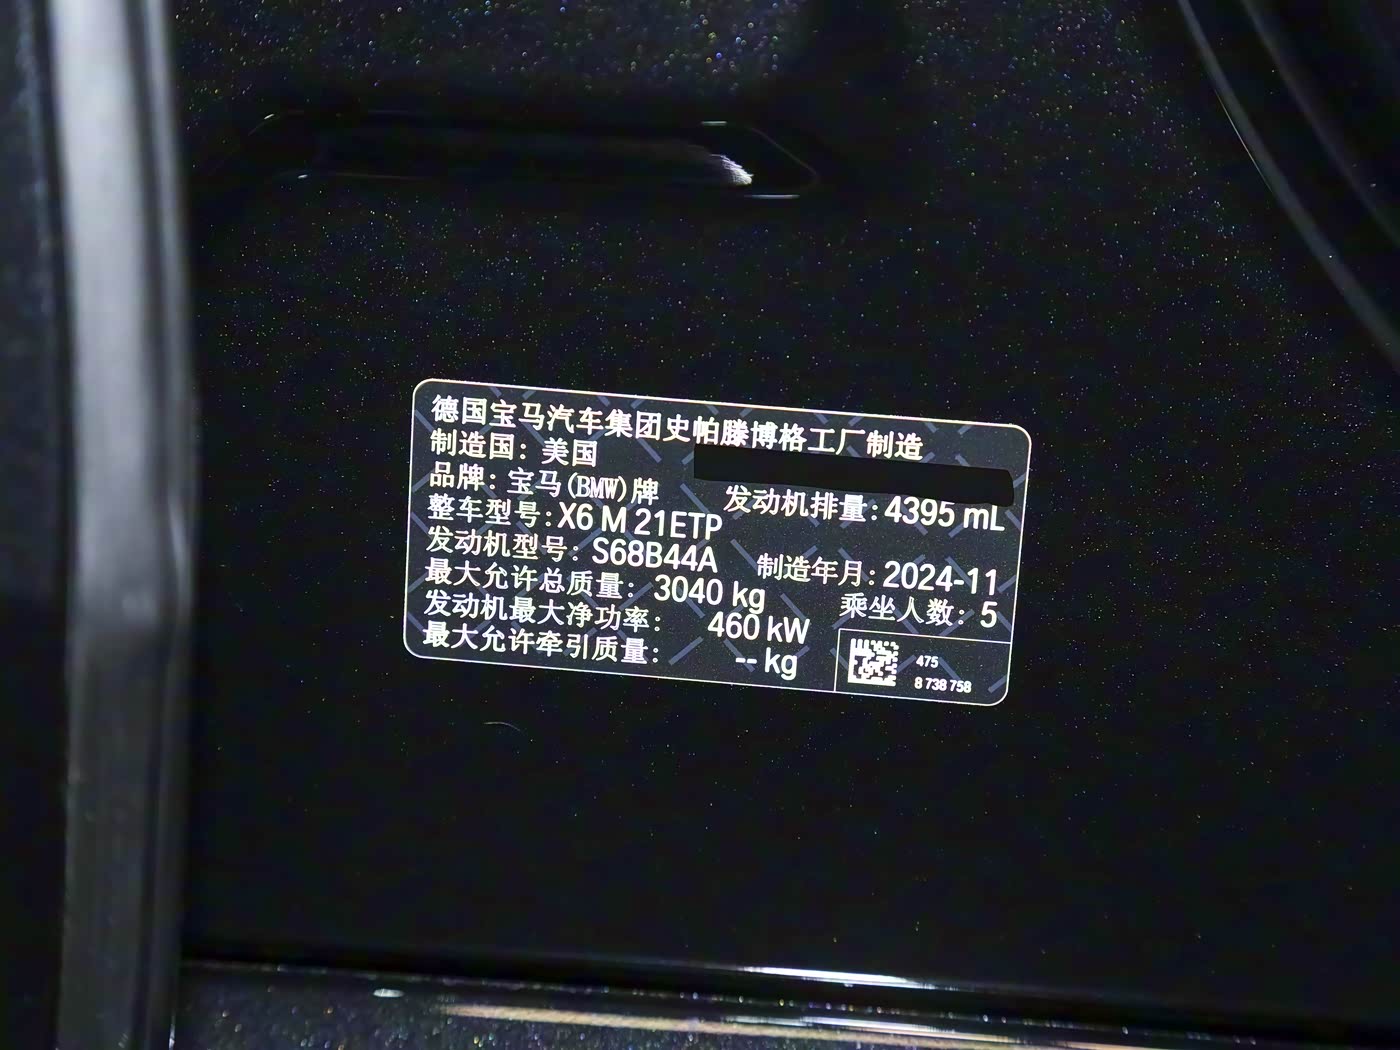 德国宝马汽车集团史帕滕博格工厂制造
制造国：美国
品牌：宝马(BMW)牌 发动机排量：4395 mL
整车型号：X6 M 21ETP
发动机型号：S68B44A 制造年月：2024-11
最大允许总质量：3040 kg 乘坐人数：5
发动机最大净功率：460 kW
最大允许牵引质量：-- kg
475
8 738 758